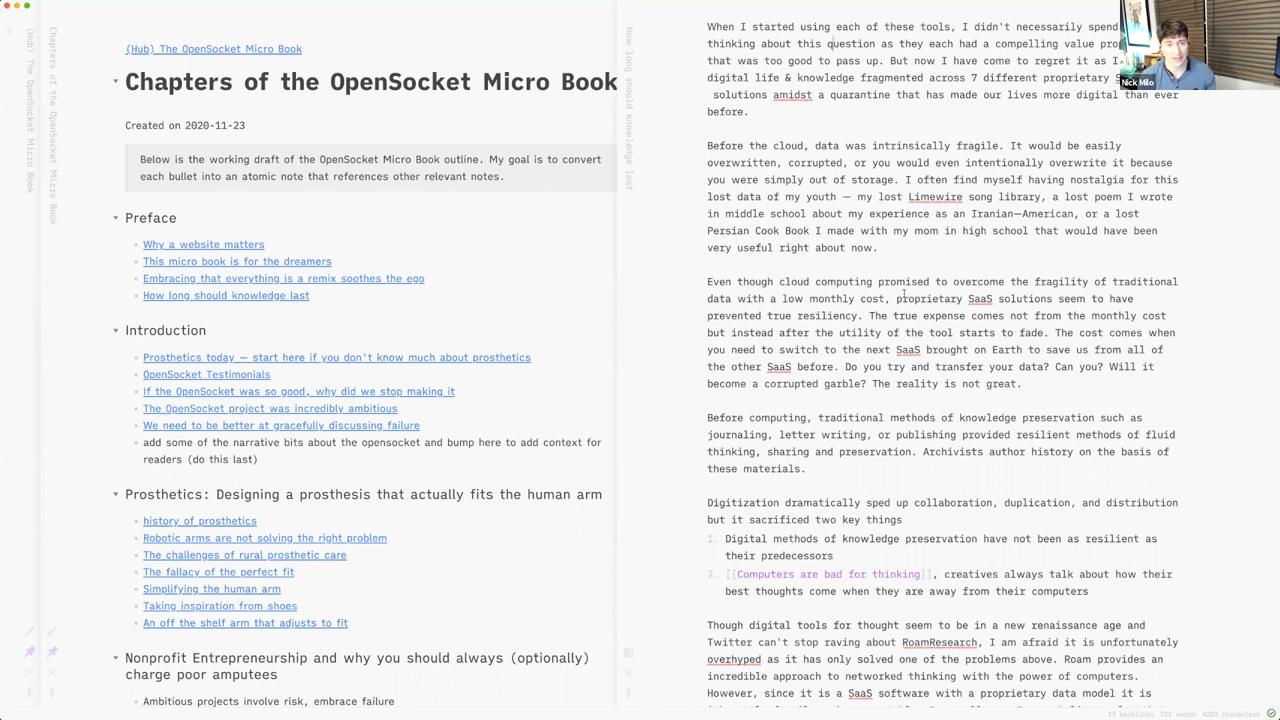 (Hub) The OpenSocket Micro Book
Chapters of the OpenSocket Micro Book
How long should knowledge last
(Hub) The OpenSocket Micro Book
Chapters of the OpenSocket Micro Book
Created on 2020-11-23
Below is the working draft of the OpenSocket Micro Book outline. My goal is to convert
each bullet into an atomic note that references other relevant notes.
Preface
Why a website matters
This micro book is for the dreamers
Embracing that everything is a remix soothes the ego
How long should knowledge last
Introduction
Prosthetics today — start here if you don't know much about prosthetics
OpenSocket Testimonials
If the OpenSocket was so good, why did we stop making it
The OpenSocket project was incredibly ambitious
We need to be better at gracefully discussing failure
add some of the narrative bits about the opensocket and bump here to add context for
readers (do this last)
Prosthetics: Designing a prosthesis that actually fits the human arm
history of prosthetics
Robotic arms are not solving the right problem
The challenges of rural prosthetic care
The fallacy of the perfect fit
Simplifying the human arm
Taking inspiration from shoes
An off the shelf arm that adjusts to fit
Nonprofit Entrepreneurship and why you should always (optionally)
charge poor amputees
Ambitious projects involve risk, embrace failure
When I started using each of these platforms, I didn't necessarily mind
think about this question as they each had a compelling value
too good to pass up. Now I have
life & knowledge fragmented across different proprietary
amdst a quarantine that has made our lives more digital than ever
Before the cloud data was intrinsically fragile. It would be easily
overwritten, corrupted, or you would even intentionally rewrite it because
you simply ran out of storage. I often find myself having nostalgia for this
lost data of my youth — my lost limewire song library, a lost poem I wrote
in middle school about my experience as an Iranian—American, or a lost
Persian Cook Book I made with my mom in high school that would have been
very useful right about now.
Even though cloud computing promised to overcome the fragility of traditional
data with a low monthly cost, proprietary SaaS solutions seem to have
prevented true resiliency. The true expense comes not from the monthly cost
but instead after the utility of the tool starts to fade. The cost comes when
you need to switch to the next SaaS brought on Earth to save us from all of
the other SaaS before. Do you try and transfer your data? Can you? Will it
become a corrupted garble? The reality is not great.
Before computing, traditional methods of knowledge preservation such as
journaling, letter writing, or publishing provided resilient methods of fluid
thinking, sharing and preservation. Archivists author history on the basis of
these materials.
Digitization dramatically sped up collaboration, duplication, and distribution
but it sacrificed two key things
1. Digital methods of knowledge preservation have not been as resilient as
their predecessors
2. [[Computers are bad for thinking]], creatives always talk about how their
best thoughts come when they are away from their computers
Though digital tools for thought seem to be in a new renaissance age and
Twitter can't stop raving about RoamResearch, I am afraid it is unfortunately
overhyped as it has only solved one of the problems above. Roam provides an
incredible approach to networked thinking with the power of computers.
However, since it is a SaaS software with a proprietary data model it is
Nick Milo
13 backlinks 721 words 4283 characters